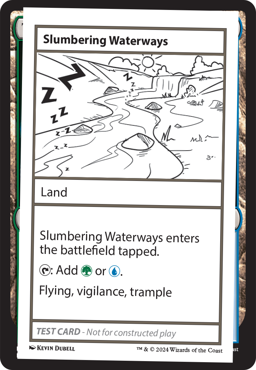 Slumbering Waterways
Z
Z
Z
Z
Z
z
z
z
Land
Slumbering Waterways enters
the battlefield tapped.
: Add or .
Flying, vigilance, trample
TEST CARD - Not for constructed play
KEVIN DUBELL
™ & © 2024 Wizards of the Coast